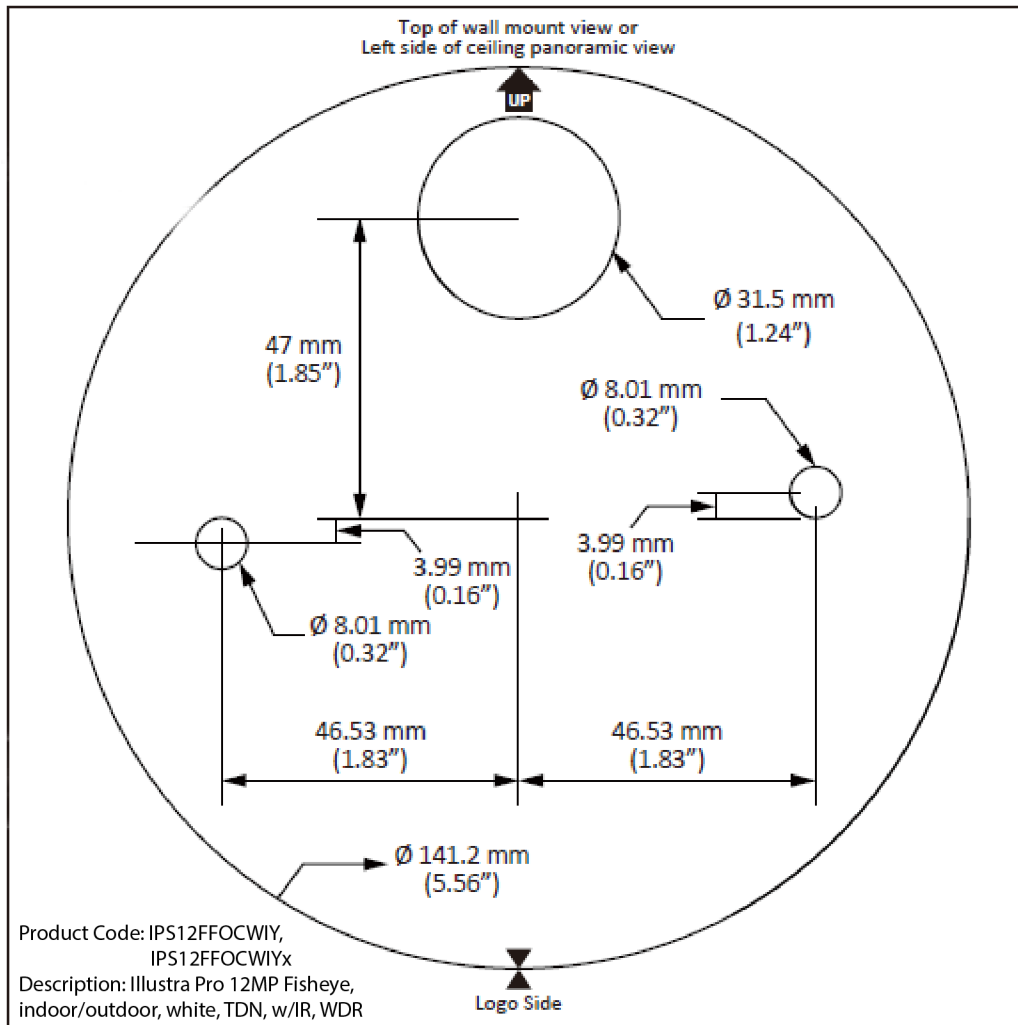 Top of wall mount view or
Left side of ceiling panoramic view
UP
Ø 31.5 mm
(1.24”)
47 mm
(1.85”)
Ø 8.01 mm
(0.32”)
3.99 mm
(0.16”)
3.99 mm
(0.16”)
Ø 8.01 mm
(0.32”)
46.53 mm
(1.83”)
46.53 mm
(1.83”)
Ø 141.2 mm
(5.56”)
Product Code: IPS12FFOCWIY,
IPS12FFOCWIYx
Description: Illustra Pro 12MP Fisheye,
indoor/outdoor, white, TDN, w/IR, WDR
Logo Side